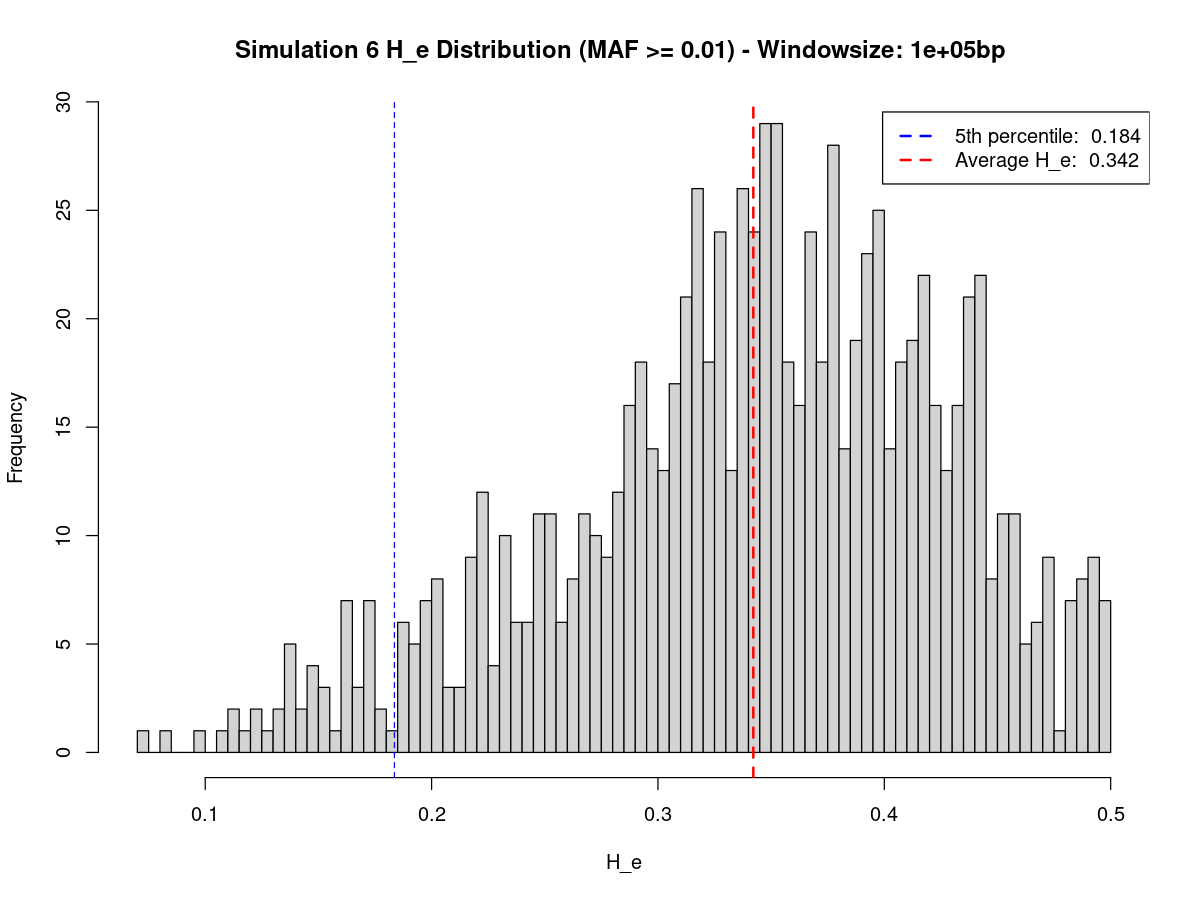 Simulation 6 H_e Distribution (MAF >= 0.01) - Windowsize: 1e+05bp
5th percentile: 0.184
Average H_e: 0.342
Frequency
30
25
20
15
10
5
0
0.1 0.2 0.3 0.4 0.5
H_e